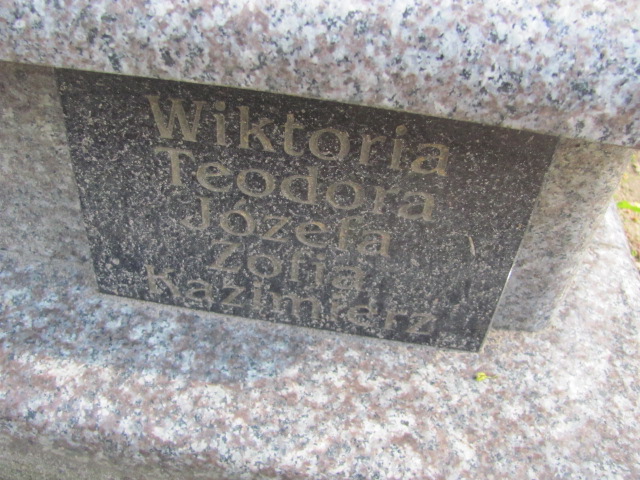 Wiktoria
Teodora
Józefa
Zofia
Kazimierz